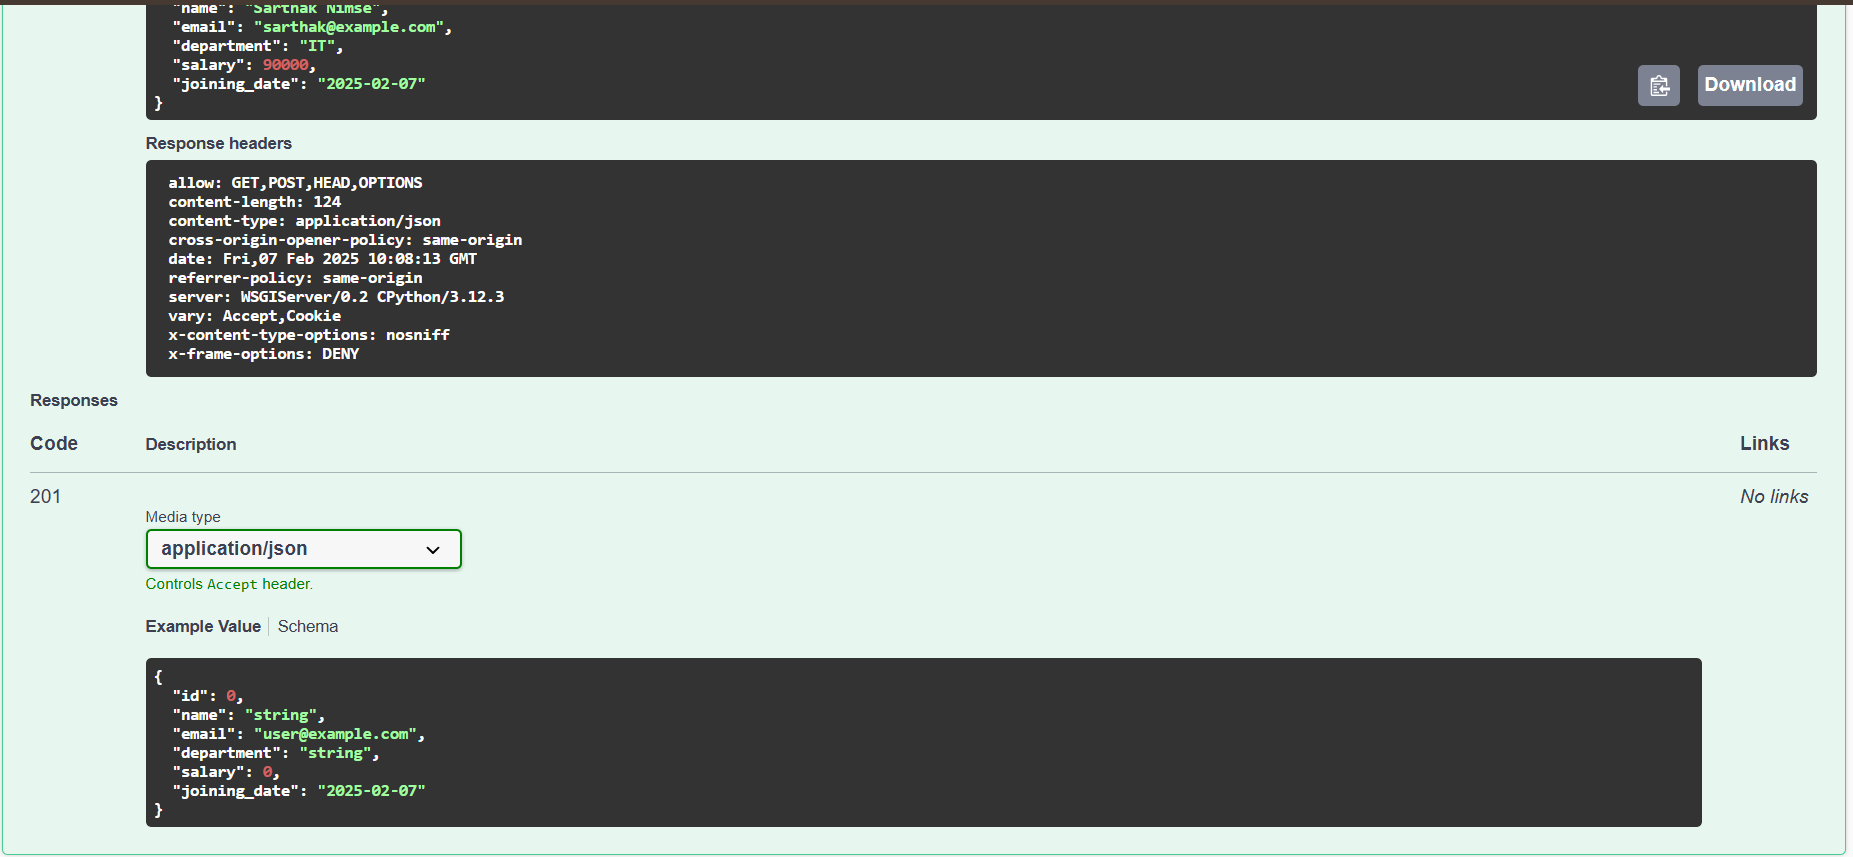 "name": "Sarthak Nimse",
"email": "sarthak@example.com",
"department": "IT",
"salary": 90000,
"joining_date": "2025-02-07"
}
Download
Response headers
allow: GET,POST,HEAD,OPTIONS
content-length: 124
content-type: application/json
cross-origin-opener-policy: same-origin
date: Fri,07 Feb 2025 10:08:13 GMT
referrer-policy: same-origin
server: WSGIServer/0.2 CPython/3.12.3
vary: Accept,Cookie
x-content-type-options: nosniff
x-frame-options: DENY
Responses
Code Description Links
201 No links
Media type
application/json
Controls Accept header.
Example Value Schema
{
"id": 0,
"name": "string",
"email": "user@example.com",
"department": "string",
"salary": 0,
"joining_date": "2025-02-07"
}